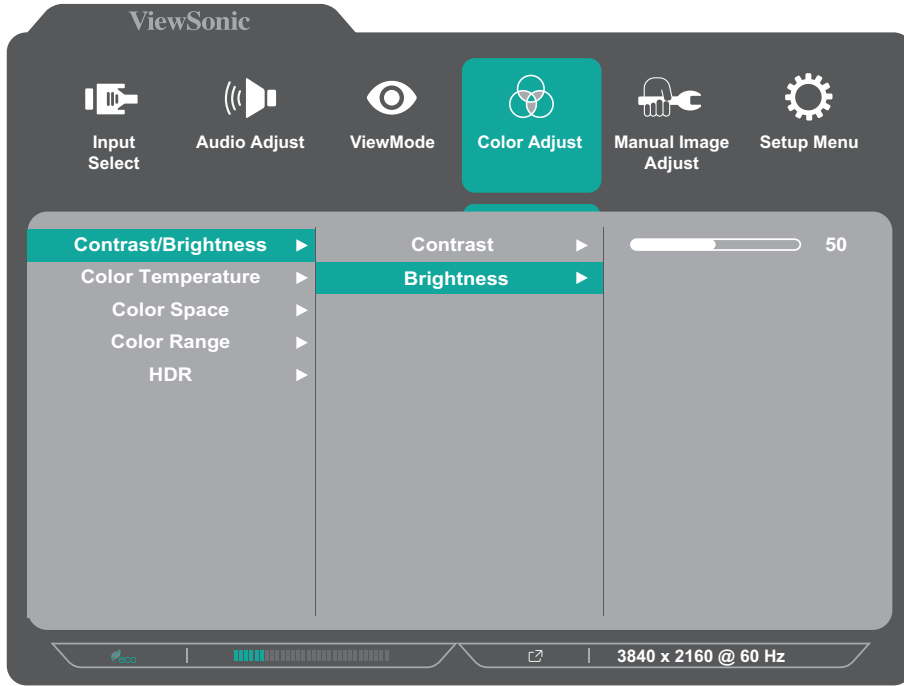 ViewSonic
Input
Select
Audio Adjust
ViewMode
Color Adjust
Manual Image
Adjust
Setup Menu
Contrast/Brightness
Contrast
50
Color Temperature
Brightness
Color Space
Color Range
HDR
eco
3840 x 2160 @ 60 Hz